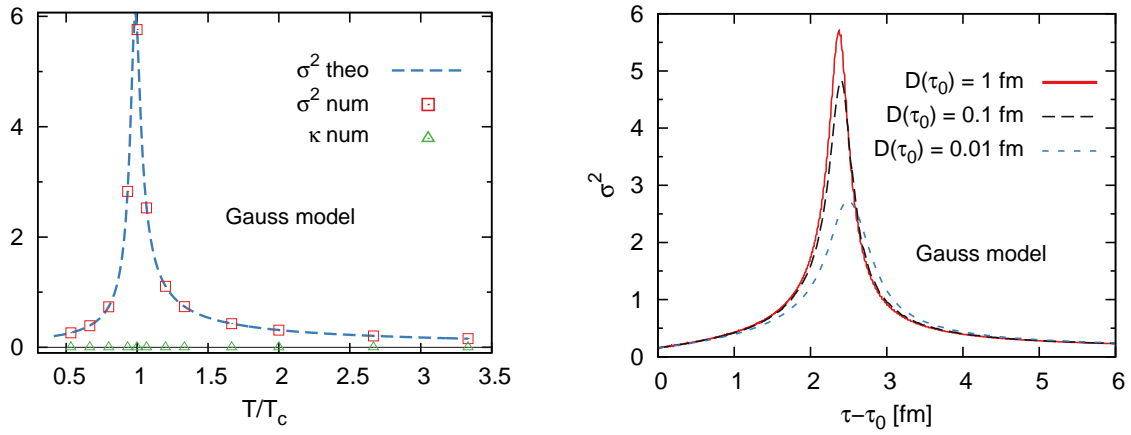 6
4
2
0
0.5 1 1.5 2 2.5 3 3.5
T/T_c
σ² theo
σ² num
κ num
Gauss model
6
5
4
3
2
1
0
σ²
0 1 2 3 4 5 6
τ−τ₀ [fm]
D(τ₀) = 1 fm
D(τ₀) = 0.1 fm
D(τ₀) = 0.01 fm
Gauss model